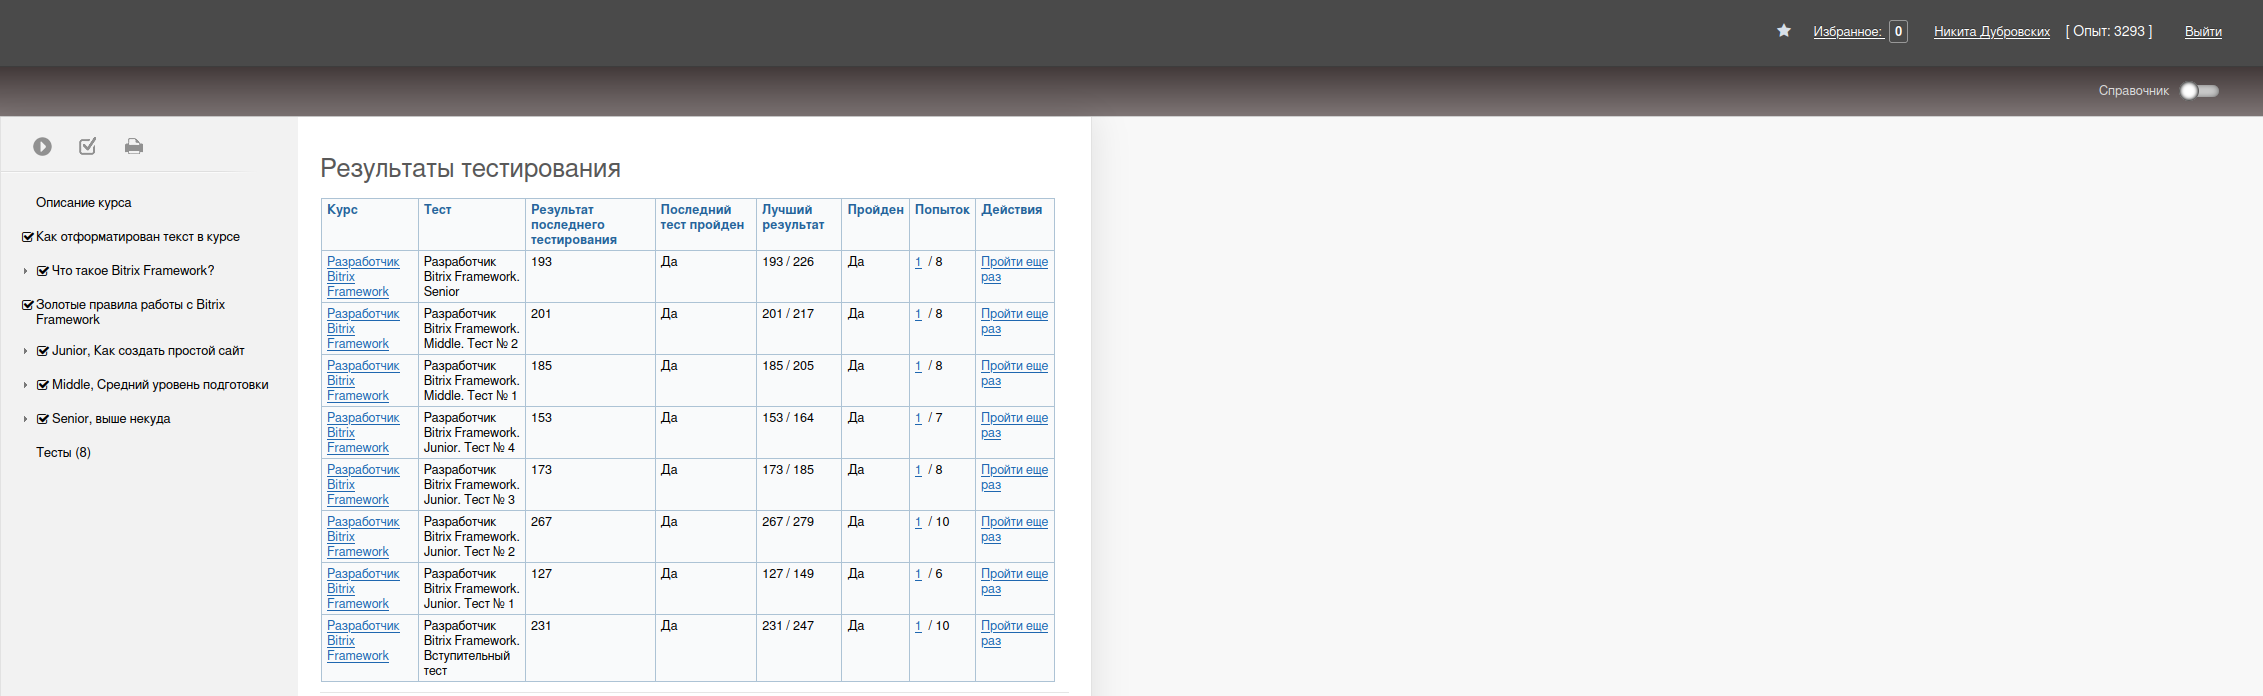 Избранное: 0 Никита Дубровских [ Опыт: 3293 ] Выйти
Справочник
Описание курса
Как отформатирован текст в курсе
Что такое Bitrix Framework?
Золотые правила работы с Bitrix
Framework
Junior, Как создать простой сайт
Middle, Средний уровень подготовки
Senior, выше некуда
Тесты (8)
Результаты тестирования
Курс Тест Результат Последний Лучший Пройден Попыток Действия
последнего тест пройден результат
тестирования
Разработчик Разработчик 193 Да 193 / 226 Да 1 / 8 Пройти еще
Bitrix Bitrix Framework. раз
Framework Senior
Разработчик Разработчик 201 Да 201 / 217 Да 1 / 8 Пройти еще
Bitrix Bitrix Framework. раз
Framework Middle. Тест № 2
Разработчик Разработчик 185 Да 185 / 205 Да 1 / 8 Пройти еще
Bitrix Bitrix Framework. раз
Framework Middle. Тест № 1
Разработчик Разработчик 153 Да 153 / 164 Да 1 / 7 Пройти еще
Bitrix Bitrix Framework. раз
Framework Junior. Тест № 4
Разработчик Разработчик 173 Да 173 / 185 Да 1 / 8 Пройти еще
Bitrix Bitrix Framework. раз
Framework Junior. Тест № 3
Разработчик Разработчик 267 Да 267 / 279 Да 1 / 10 Пройти еще
Bitrix Bitrix Framework. раз
Framework Junior. Тест № 2
Разработчик Разработчик 127 Да 127 / 149 Да 1 / 6 Пройти еще
Bitrix Bitrix Framework. раз
Framework Junior. Тест № 1
Разработчик Разработчик 231 Да 231 / 247 Да 1 / 10 Пройти еще
Bitrix Bitrix Framework. раз
Framework Вступительный
тест